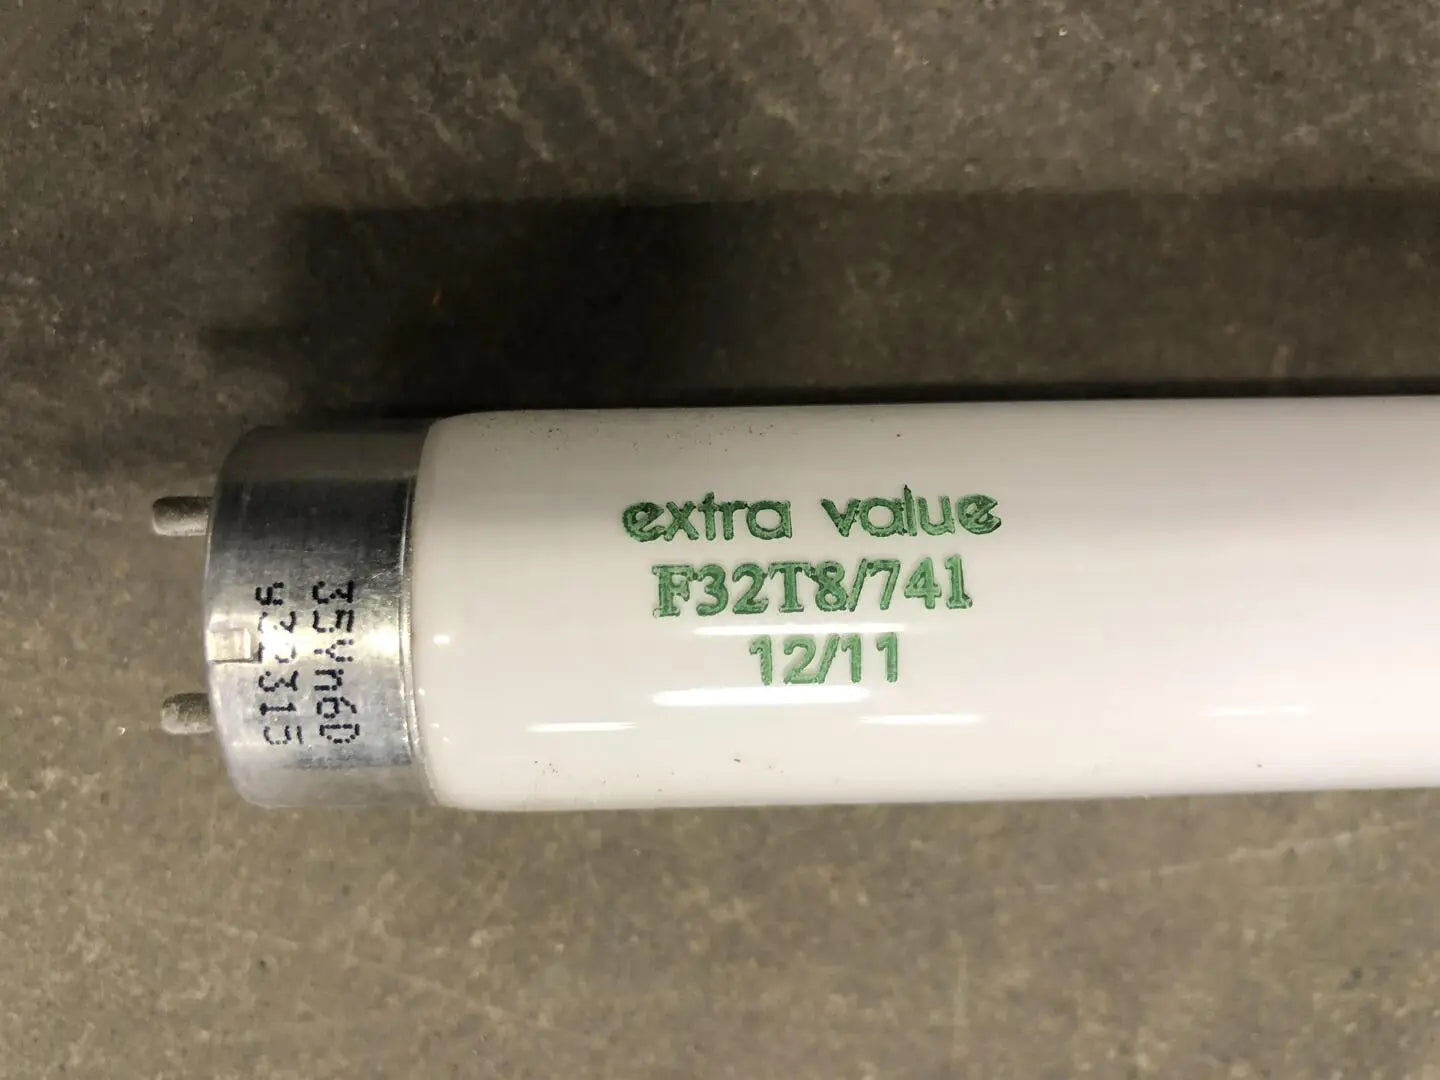 extra value
F32T8/741
12/11